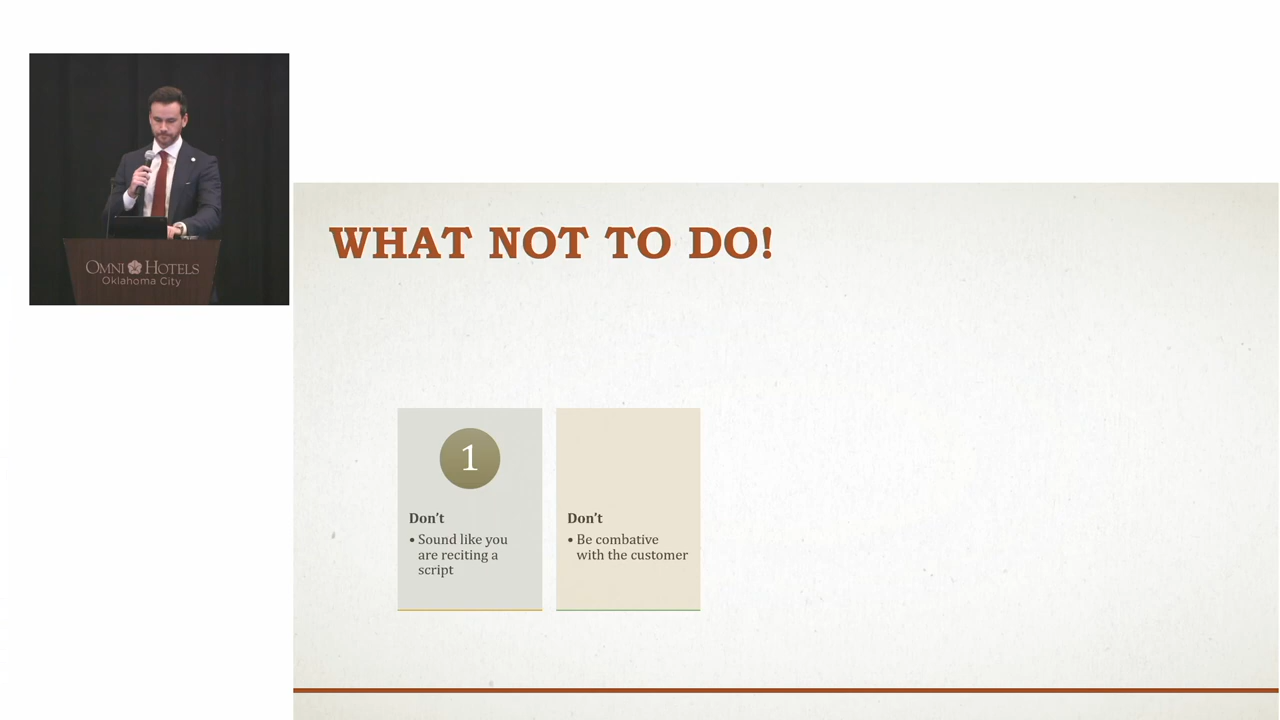 OMNI HOTELS
Oklahoma City
WHAT NOT TO DO!
1
Don't
• Sound like you
are reciting a
script
Don't
• Be combative
with the customer